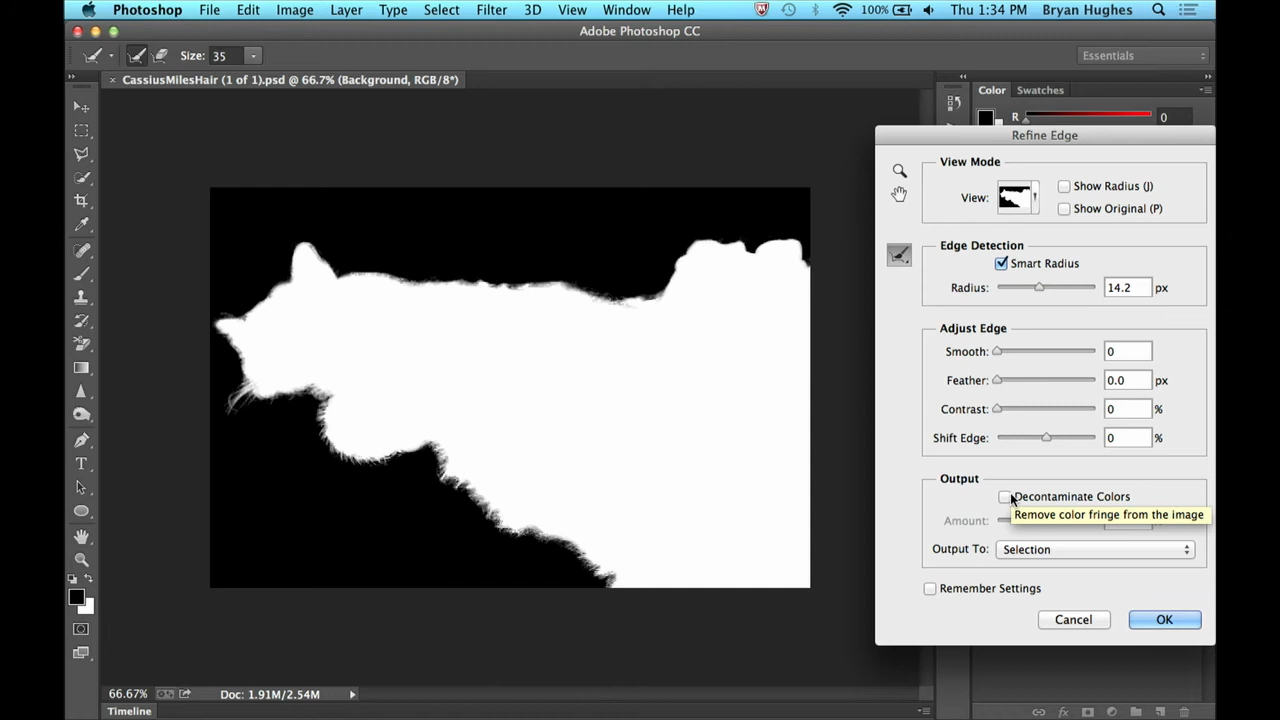 Photoshop File Edit Image Layer Type Select Filter 3D View Window Help 100% Thu 1:34 PM Bryan Hughes
Adobe Photoshop CC
Size: 35 Essentials
× CassiusMilesHair (1 of 1).psd @ 66.7% (Background, RGB/8*)
Color Swatches
R 0
Refine Edge
View Mode
View:
Show Radius (J)
Show Original (P)
Edge Detection
Smart Radius
Radius: 14.2 px
Adjust Edge
Smooth: 0
Feather: 0.0 px
Contrast: 0 %
Shift Edge: 0 %
Output
Decontaminate Colors
Remove color fringe from the image
Amount:
Output To: Selection
Remember Settings
Cancel OK
66.67% Doc: 1.91M/2.54M
Timeline
fx